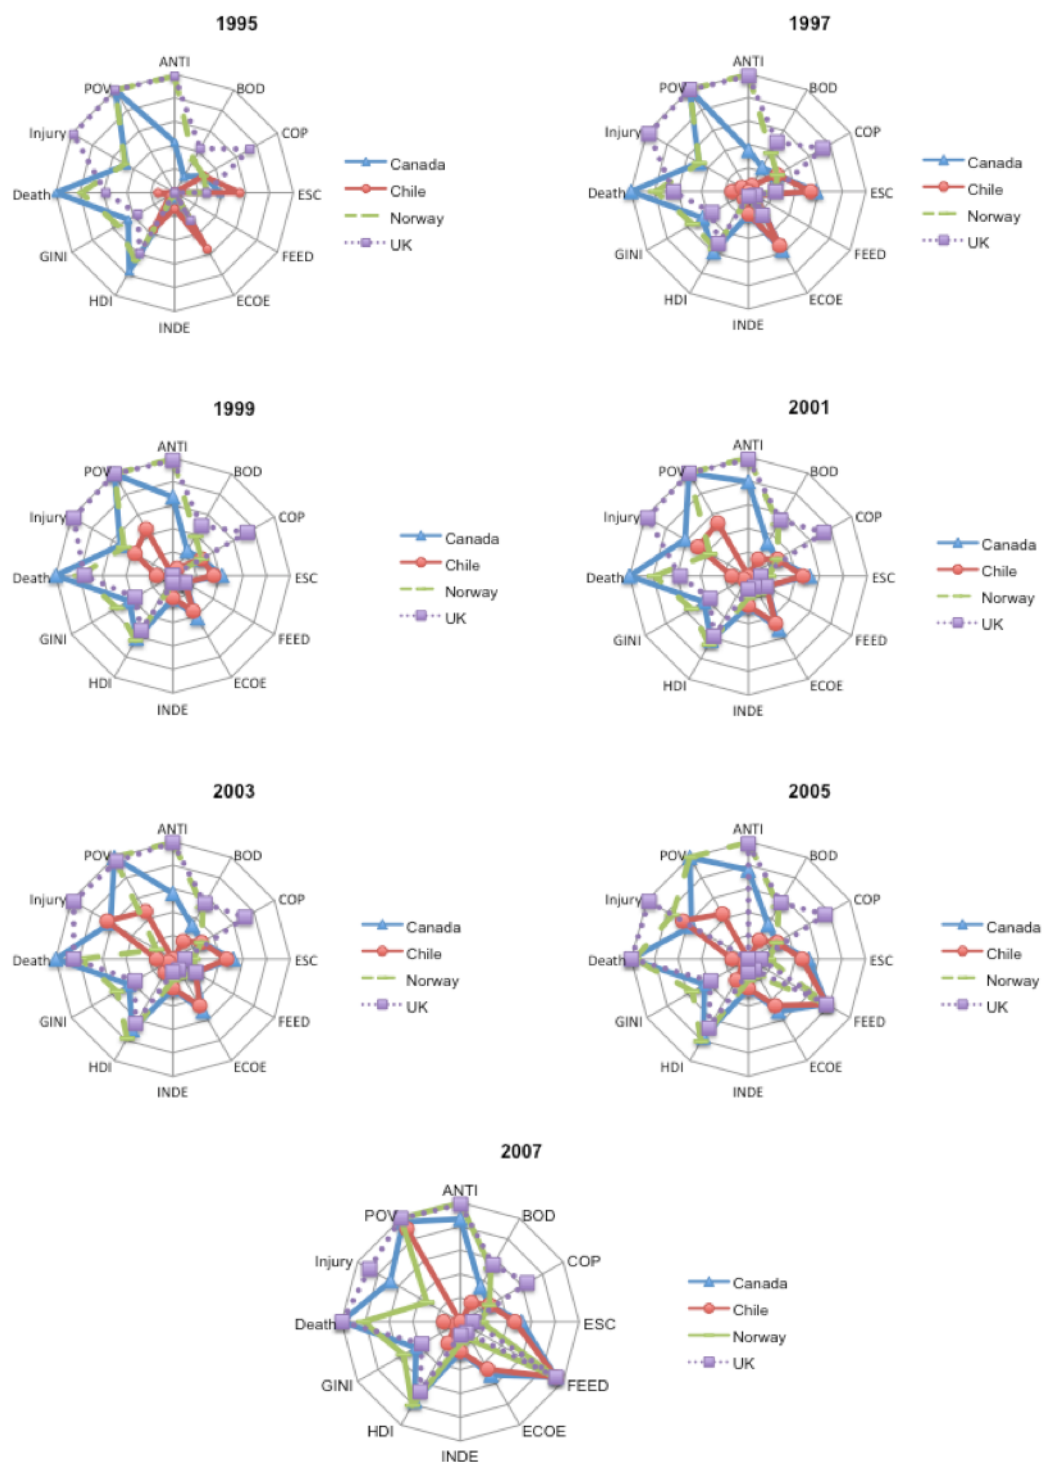 1995
ANTI
BOD
COP
ESC
FEED
ECOE
INDE
HDI
GINI
Death
Injury
POV
Canada
Chile
Norway
UK
1997
ANTI
BOD
COP
ESC
FEED
ECOE
INDE
HDI
GINI
Death
Injury
POV
Canada
Chile
Norway
UK
1999
ANTI
BOD
COP
ESC
FEED
ECOE
INDE
HDI
GINI
Death
Injury
POV
Canada
Chile
Norway
UK
2001
ANTI
BOD
COP
ESC
FEED
ECOE
INDE
HDI
GINI
Death
Injury
POV
Canada
Chile
Norway
UK
2003
ANTI
BOD
COP
ESC
FEED
ECOE
INDE
HDI
GINI
Death
Injury
POV
Canada
Chile
Norway
UK
2005
ANTI
BOD
COP
ESC
FEED
ECOE
INDE
HDI
GINI
Death
Injury
POV
Canada
Chile
Norway
UK
2007
ANTI
BOD
COP
ESC
FEED
ECOE
INDE
HDI
GINI
Death
Injury
POV
Canada
Chile
Norway
UK